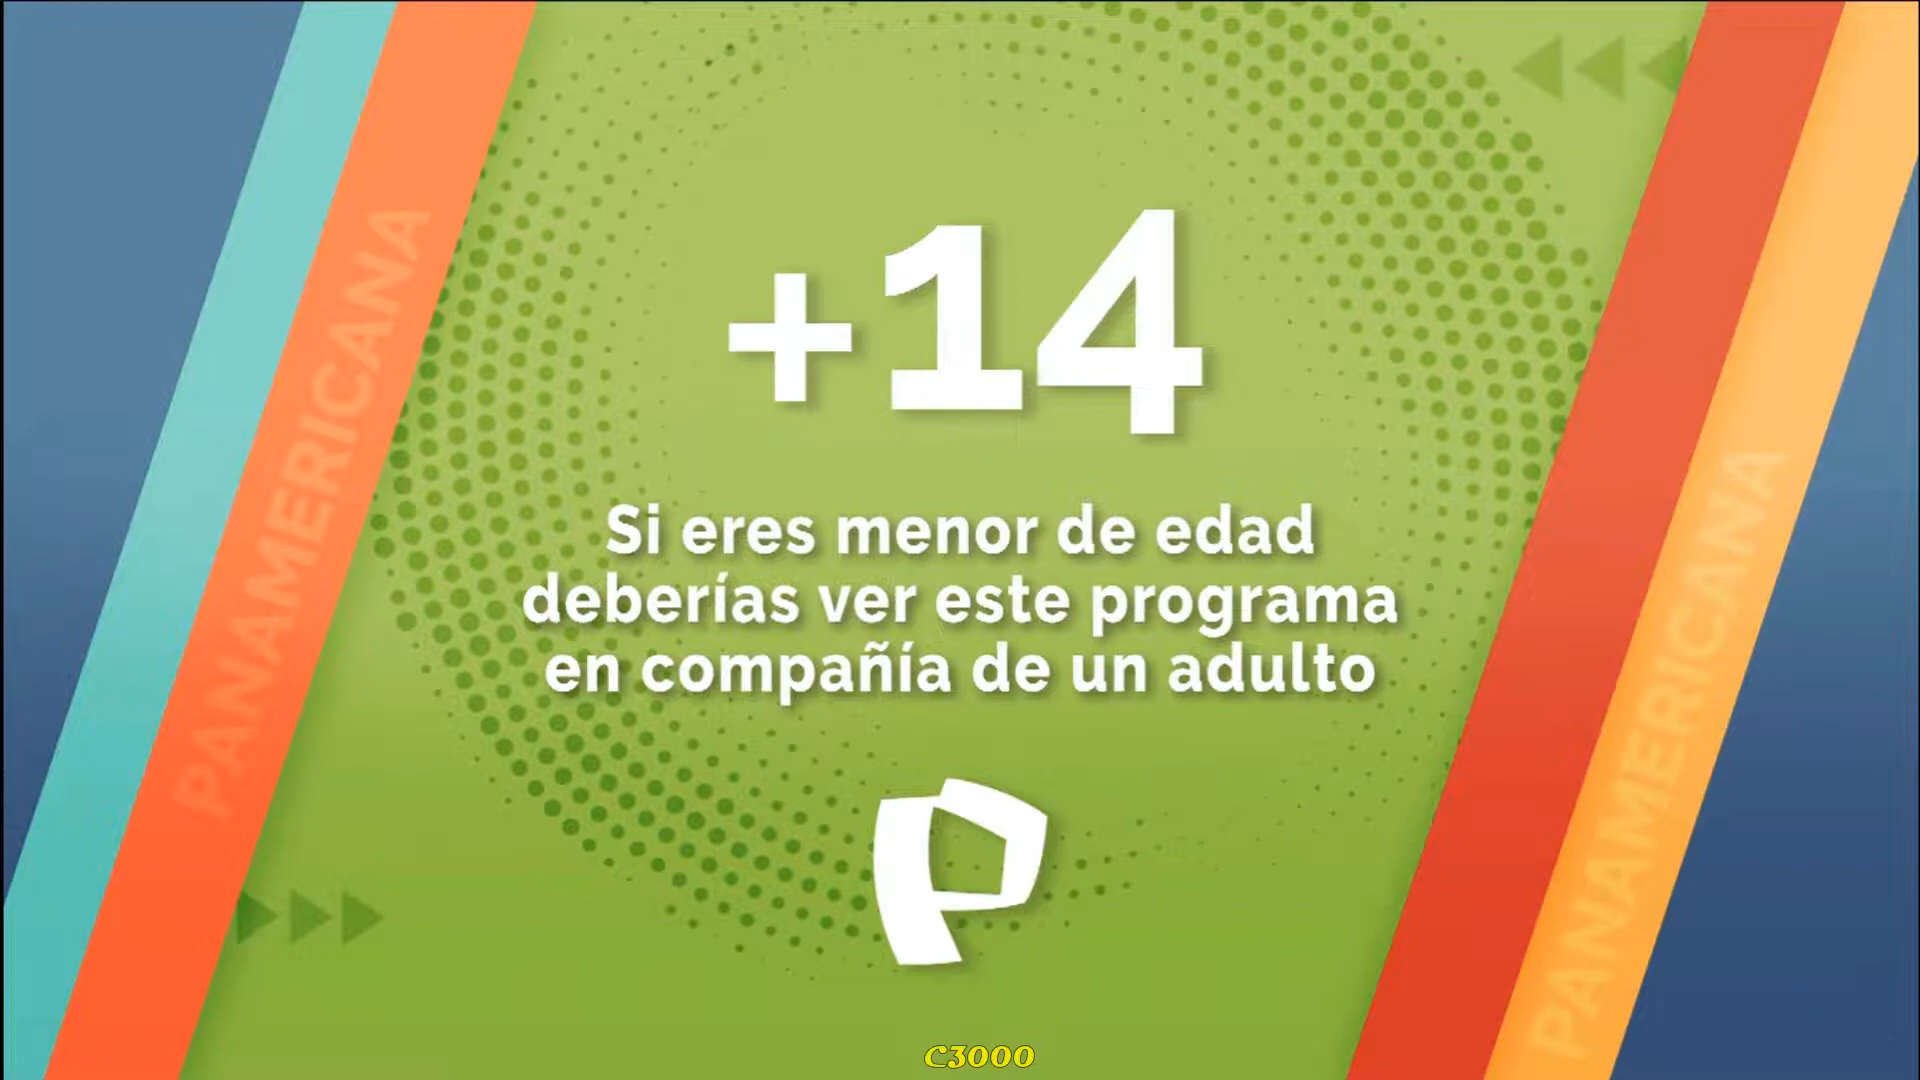 +14
Si eres menor de edad
deberías ver este programa
en compañía de un adulto
PANAMERICANA
PANAMERICANA
C3000